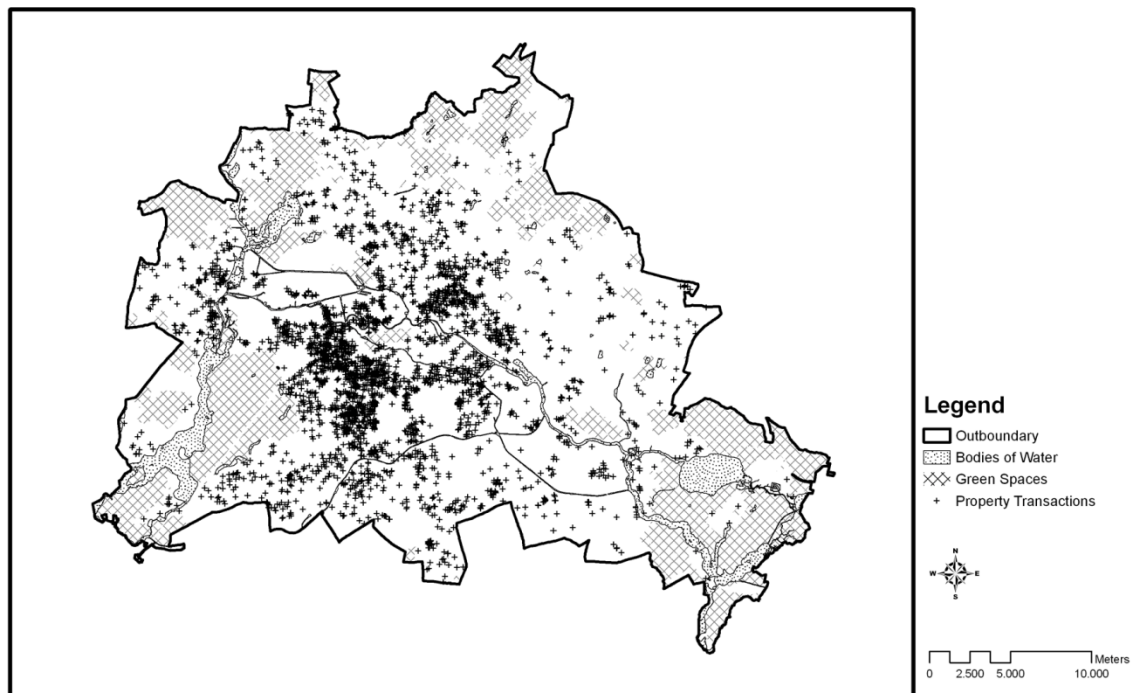 Legend
Outboundary
Bodies of Water
Green Spaces
Property Transactions
N
W E
S
Meters
0 2.500 5.000 10.000